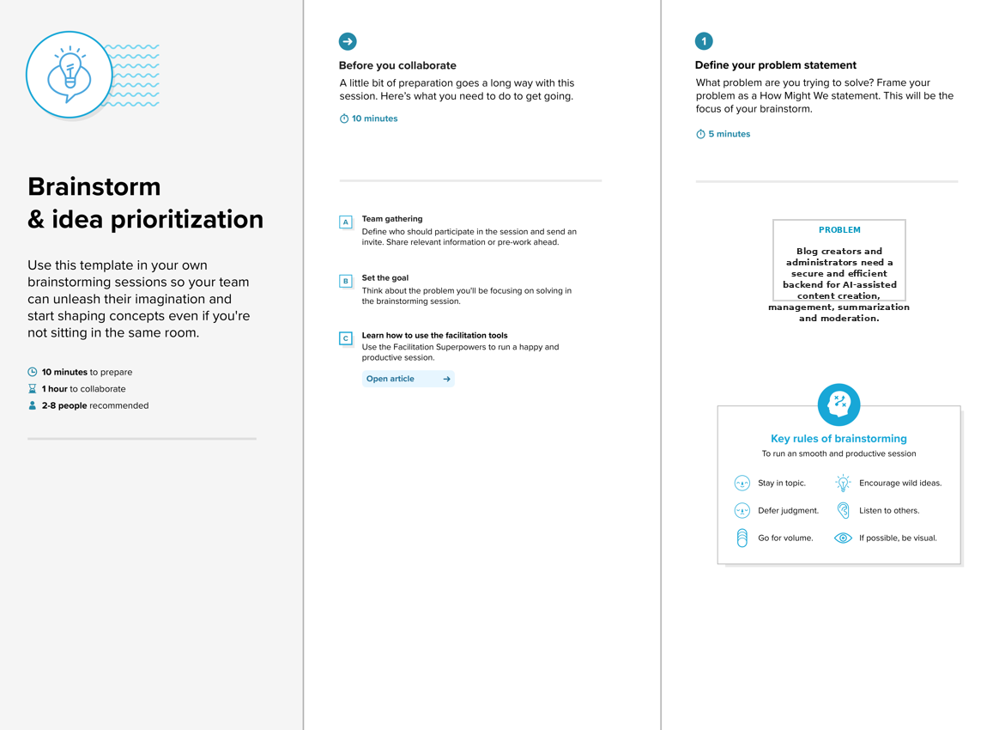 Brainstorm
& idea prioritization
Use this template in your own
brainstorming sessions so your team
can unleash their imagination and
start shaping concepts even if you're
not sitting in the same room.
10 minutes to prepare
1 hour to collaborate
2-8 people recommended
Before you collaborate
A little bit of preparation goes a long way with this
session. Here's what you need to do to get going.
10 minutes
A
Team gathering
Define who should participate in the session and send an
invite. Share relevant information or pre-work ahead.
B
Set the goal
Think about the problem you'll be focusing on solving in
the brainstorming session.
C
Learn how to use the facilitation tools
Use the Facilitation Superpowers to run a happy and
productive session.
Open article
1
Define your problem statement
What problem are you trying to solve? Frame your
problem as a How Might We statement. This will be the
focus of your brainstorm.
5 minutes
PROBLEM
Blog creators and
administrators need a
secure and efficient
backend for AI-assisted
content creation,
management, summarization
and moderation.
Key rules of brainstorming
To run an smooth and productive session
Stay in topic.
Encourage wild ideas.
Defer judgment.
Listen to others.
Go for volume.
If possible, be visual.